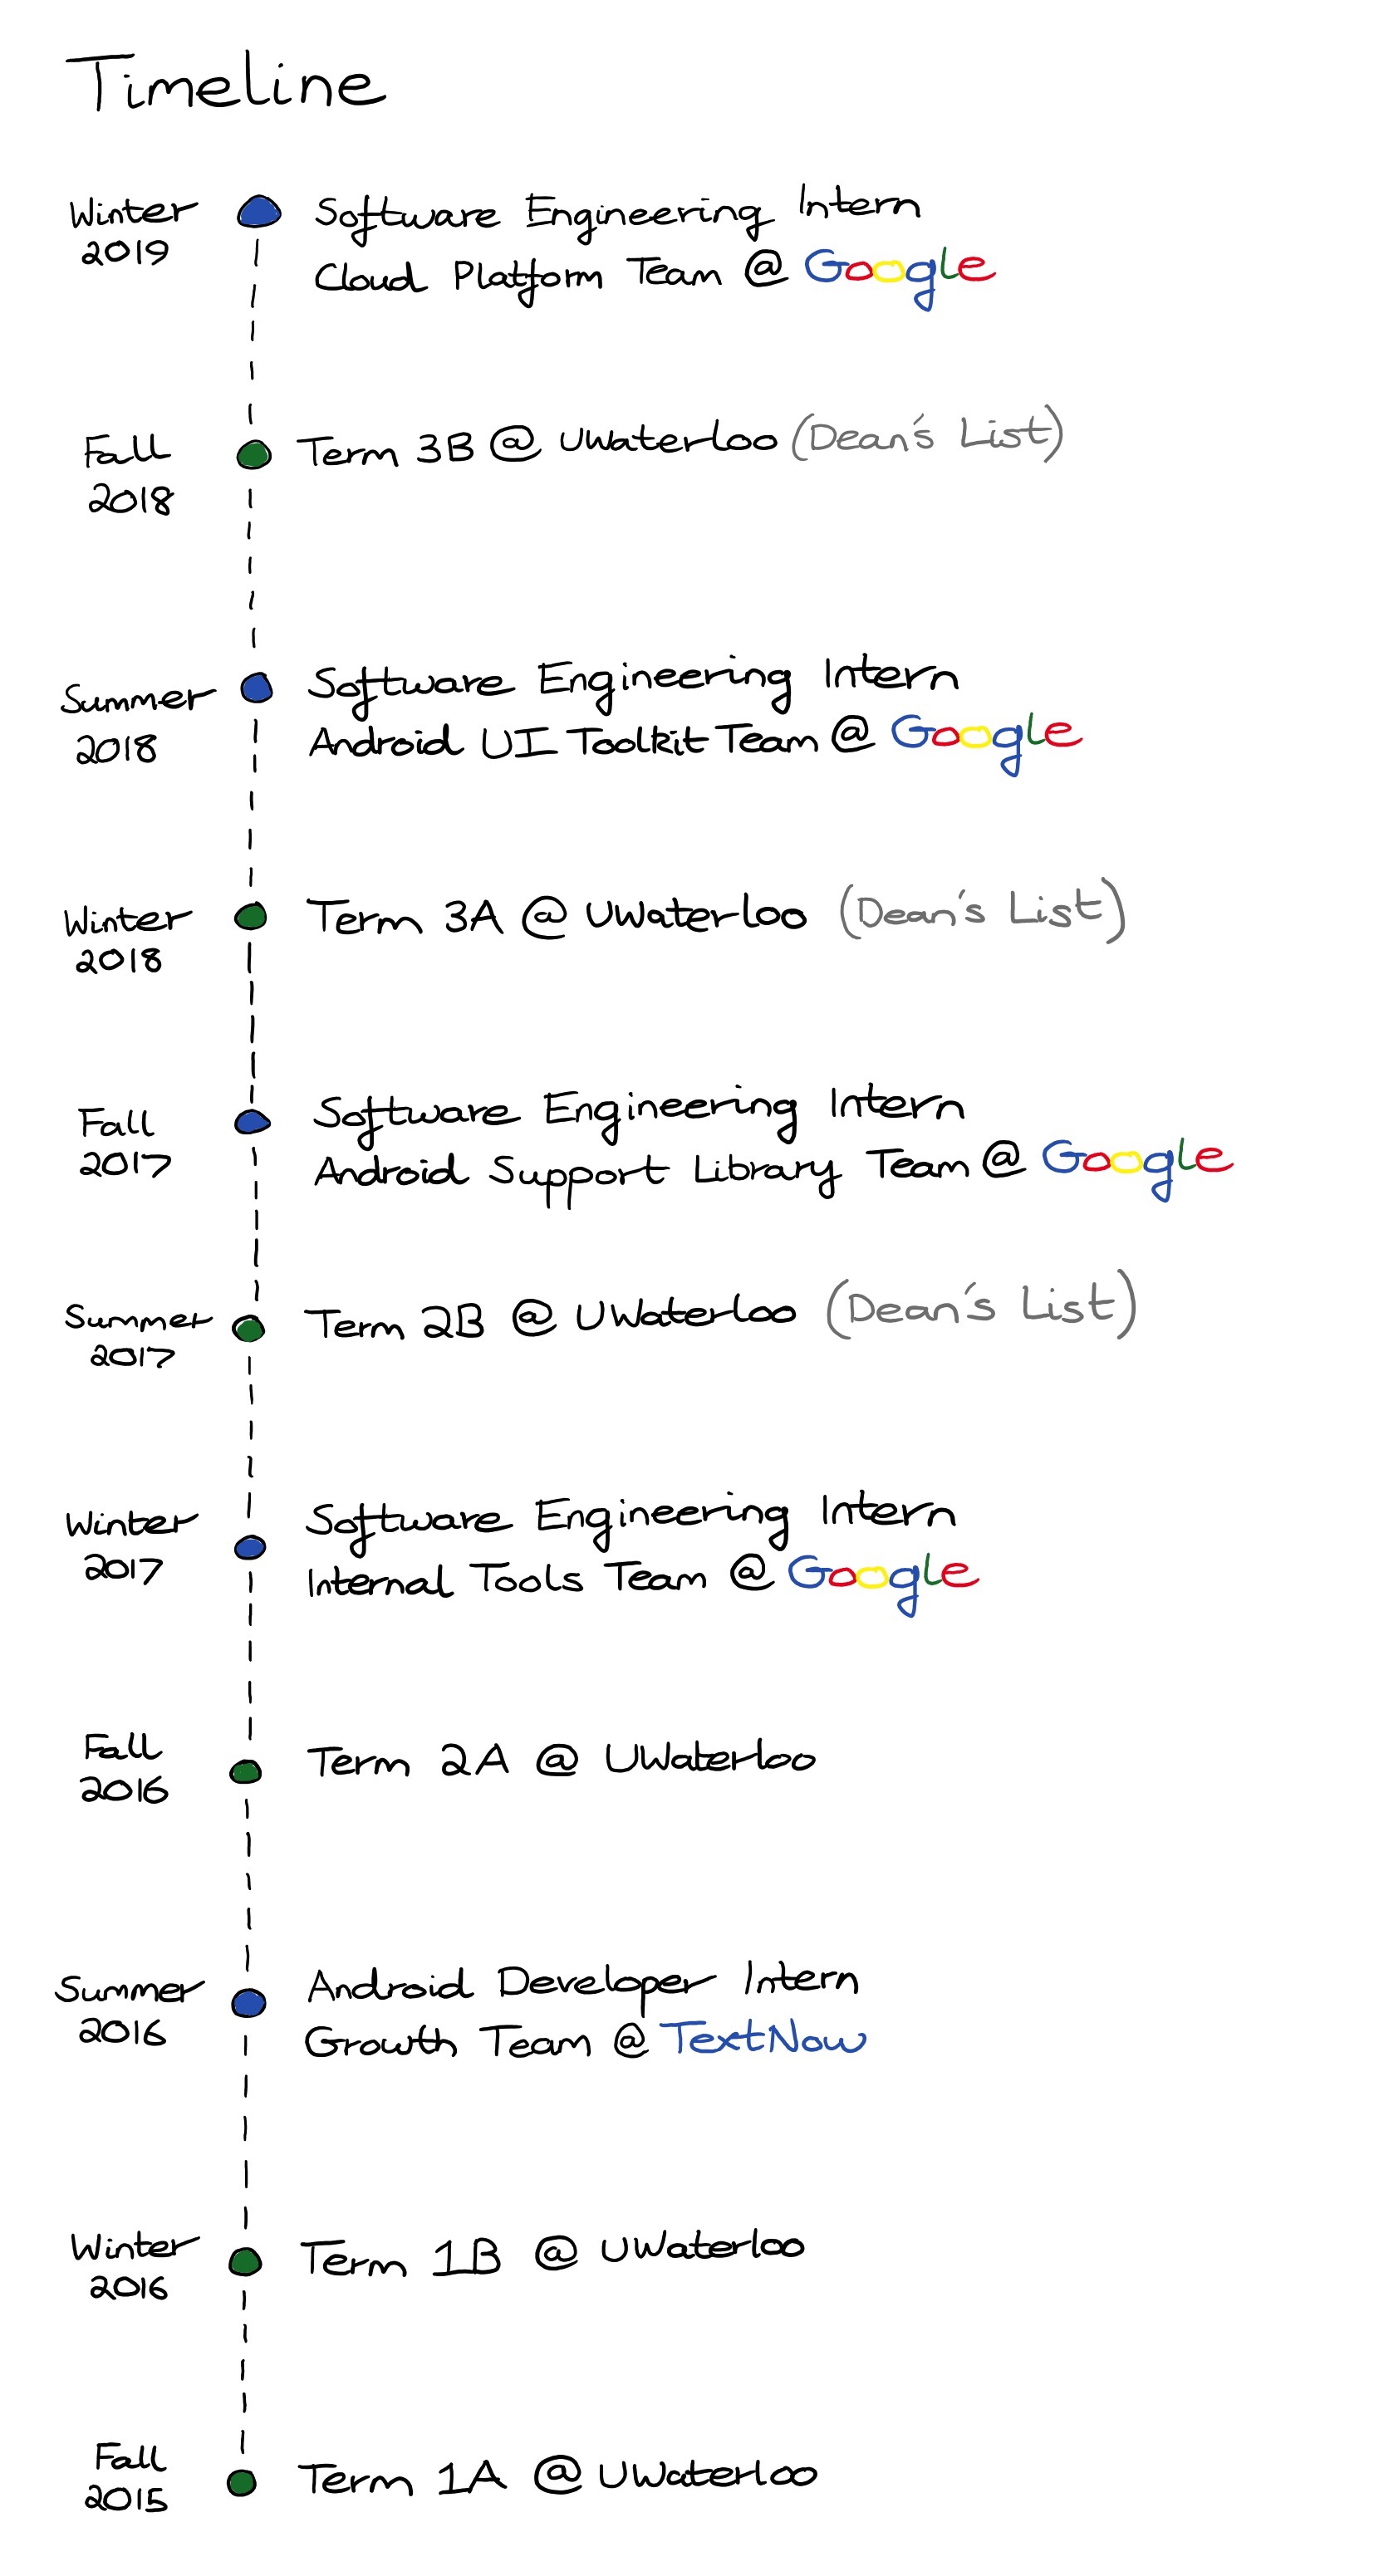 Timeline
Winter
2019
Software Engineering Intern
Cloud Platform Team @ Google
Fall
2018
Term 3B @ UWaterloo (Dean's List)
Summer
2018
Software Engineering Intern
Android UI Toolkit Team @ Google
Winter
2018
Term 3A @ UWaterloo (Dean's List)
Fall
2017
Software Engineering Intern
Android Support Library Team @ Google
Summer
2017
Term 2B @ UWaterloo (Dean's List)
Winter
2017
Software Engineering Intern
Internal Tools Team @ Google
Fall
2016
Term 2A @ UWaterloo
Summer
2016
Android Developer Intern
Growth Team @ TextNow
Winter
2016
Term 1B @ UWaterloo
Fall
2015
Term 1A @ UWaterloo